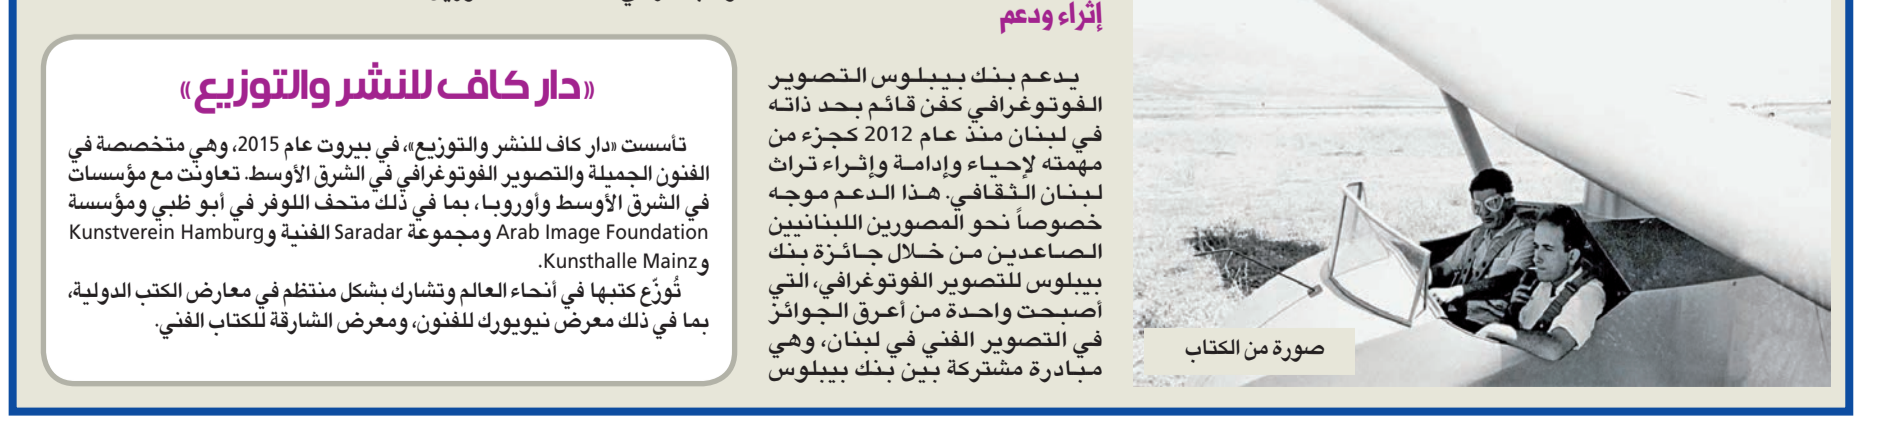 إثراء ودعم
يدعم بنك بيبلوس التصوير
الفوتوغرافي كفن قائم بحد ذاته
في لبنان منذ عام 2012 كجزء من
مهمته لإحياء وإدامة وإثراء تراث
لبنان الثقافي. هذا الدعم موجه
خصوصاً نحو المصورين اللبنانيين
الصاعدين من خلال جائزة بنك
بيبلوس للتصوير الفوتوغرافي، التي
أصبحت واحدة من أعرق الجوائز
في التصوير الفني في لبنان، وهي
مبادرة مشتركة بين بنك بيبلوس
صورة من الكتاب
«دار كاف للنشر والتوزيع»
تأسست «دار كاف للنشر والتوزيع»، في بيروت عام 2015، وهي متخصصة في
الفنون الجميلة والتصوير الفوتوغرافي في الشرق الأوسط. تعاونت مع مؤسسات
في الشرق الأوسط وأوروبا، بما في ذلك متحف اللوفر في أبو ظبي ومؤسسة
Arab Image Foundation ومجموعة Saradar الفنية وKunstverein Hamburg
وKunsthalle Mainz.
تُوزّع كتبها في أنحاء العالم وتشارك بشكل منتظم في معارض الكتب الدولية،
بما في ذلك معرض نيويورك للفنون، ومعرض الشارقة للكتاب الفني.